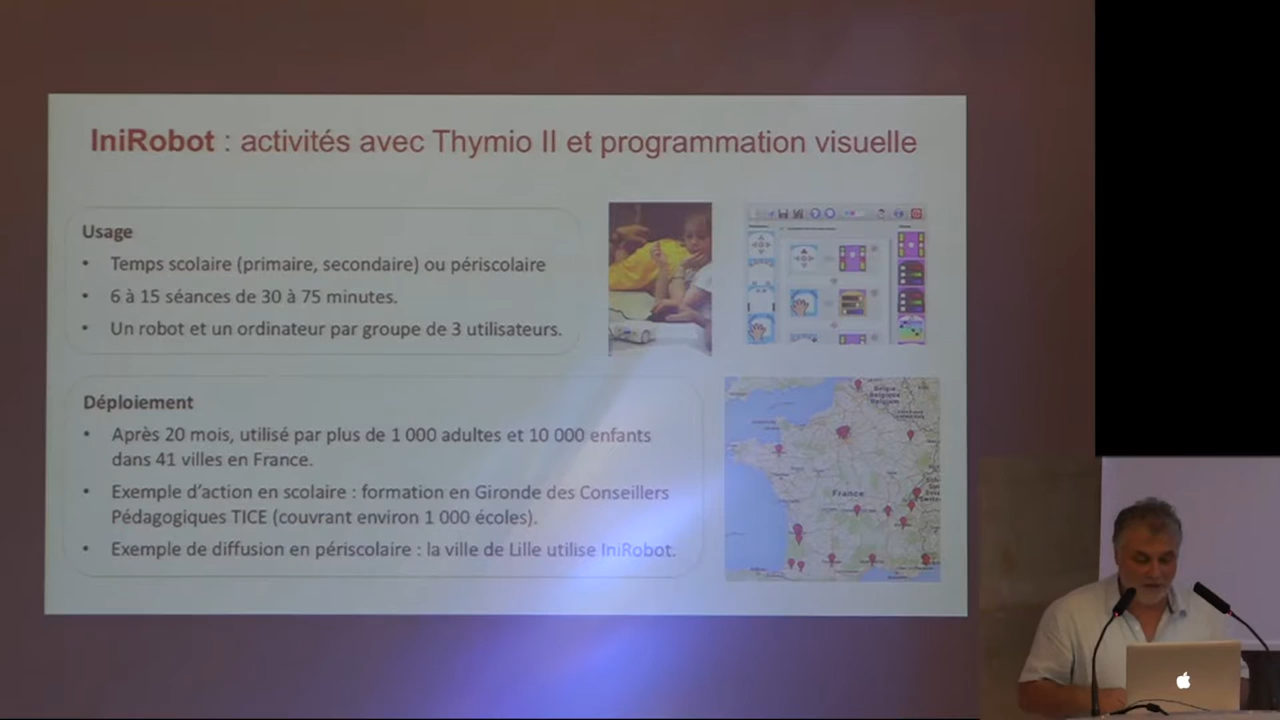 IniRobot : activités avec Thymio II et programmation visuelle
Usage
• Temps scolaire (primaire, secondaire) ou périscolaire
• 6 à 15 séances de 30 à 75 minutes.
• Un robot et un ordinateur par groupe de 3 utilisateurs.
Déploiement
• Après 20 mois, utilisé par plus de 1 000 adultes et 10 000 enfants
dans 41 villes en France.
• Exemple d'action en scolaire : formation en Gironde des Conseillers
Pédagogiques TICE (couvrant environ 1 000 écoles).
• Exemple de diffusion en périscolaire : la ville de Lille utilise IniRobot.
France